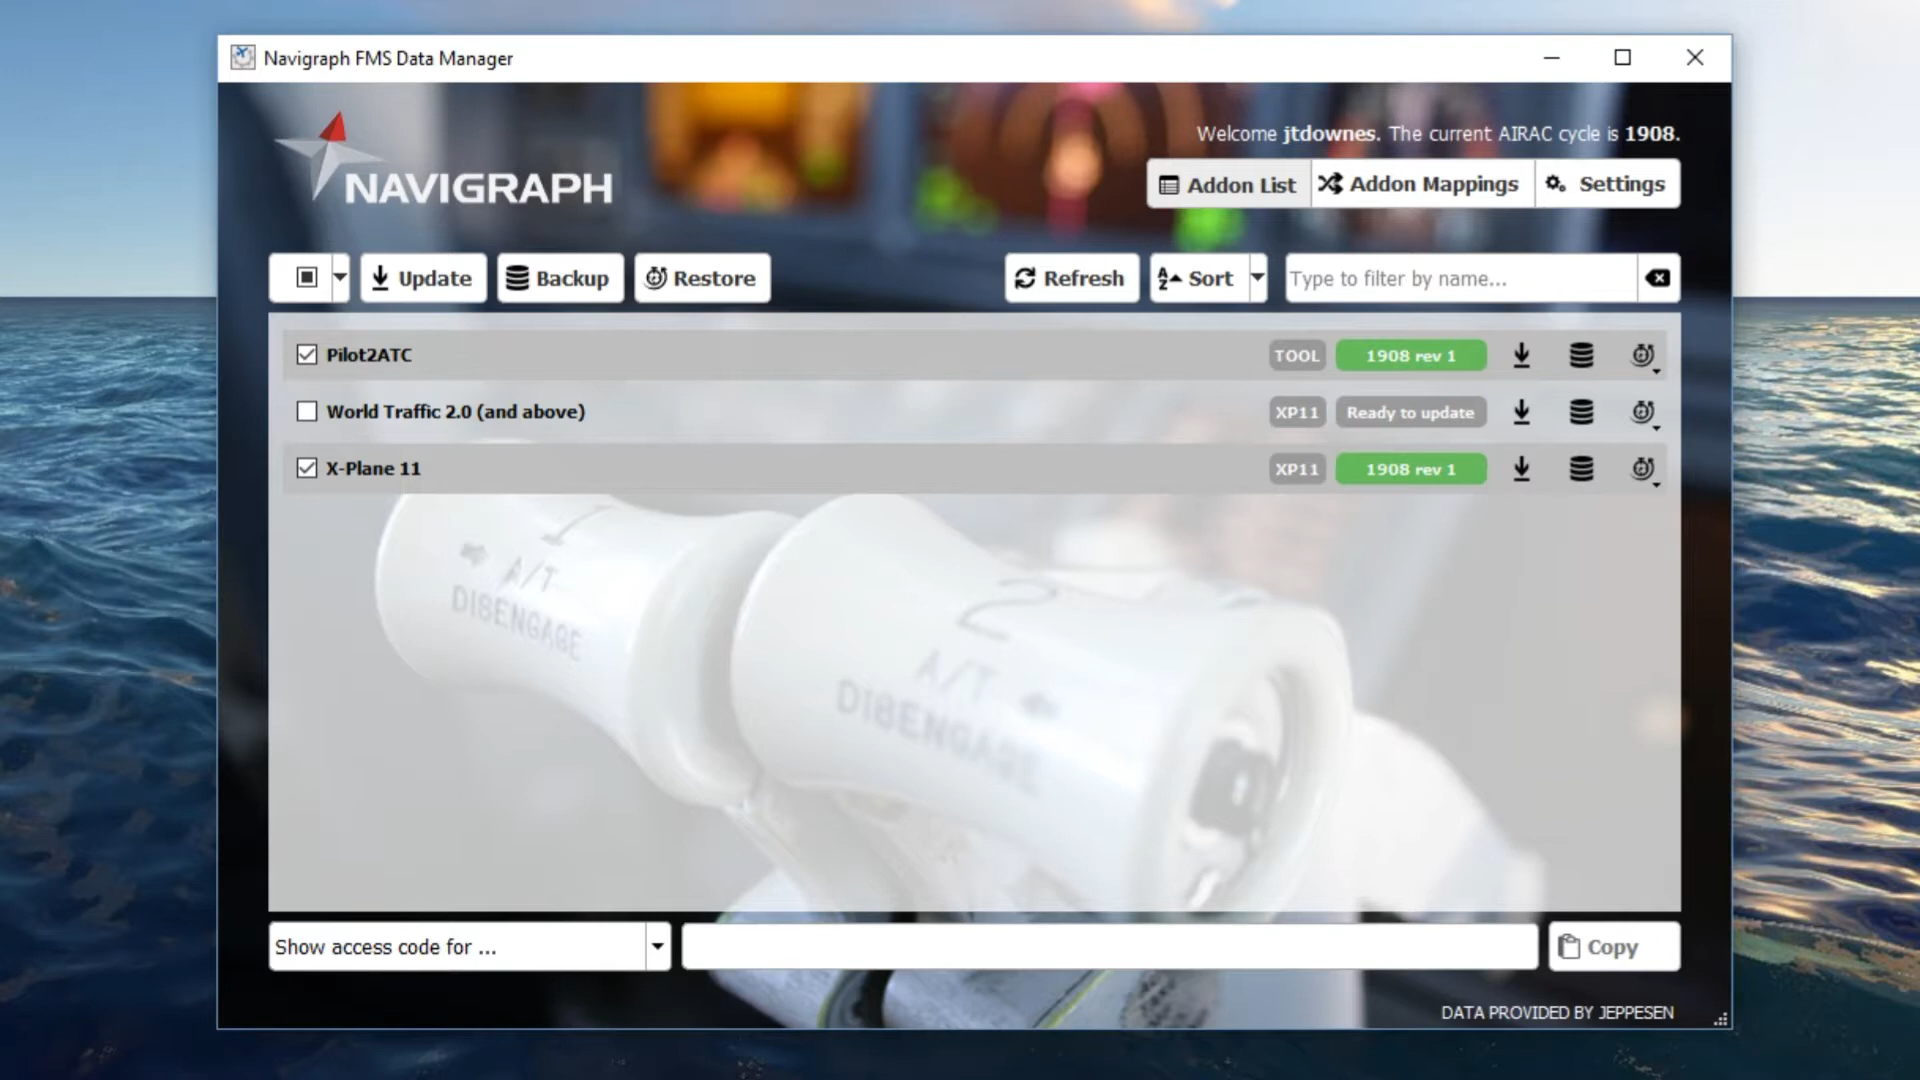 Navigraph FMS Data Manager
NAVIGRAPH
Welcome jtdownes. The current AIRAC cycle is 1908.
Addon List Addon Mappings Settings
Update Backup Restore Refresh Sort Type to filter by name...
Pilot2ATC TOOL 1908 rev 1
World Traffic 2.0 (and above) XP11 Ready to update
X-Plane 11 XP11 1908 rev 1
1
A/T
DISENGAGE
2
A/T
DISENGAGE
Show access code for ... Copy
DATA PROVIDED BY JEPPESEN